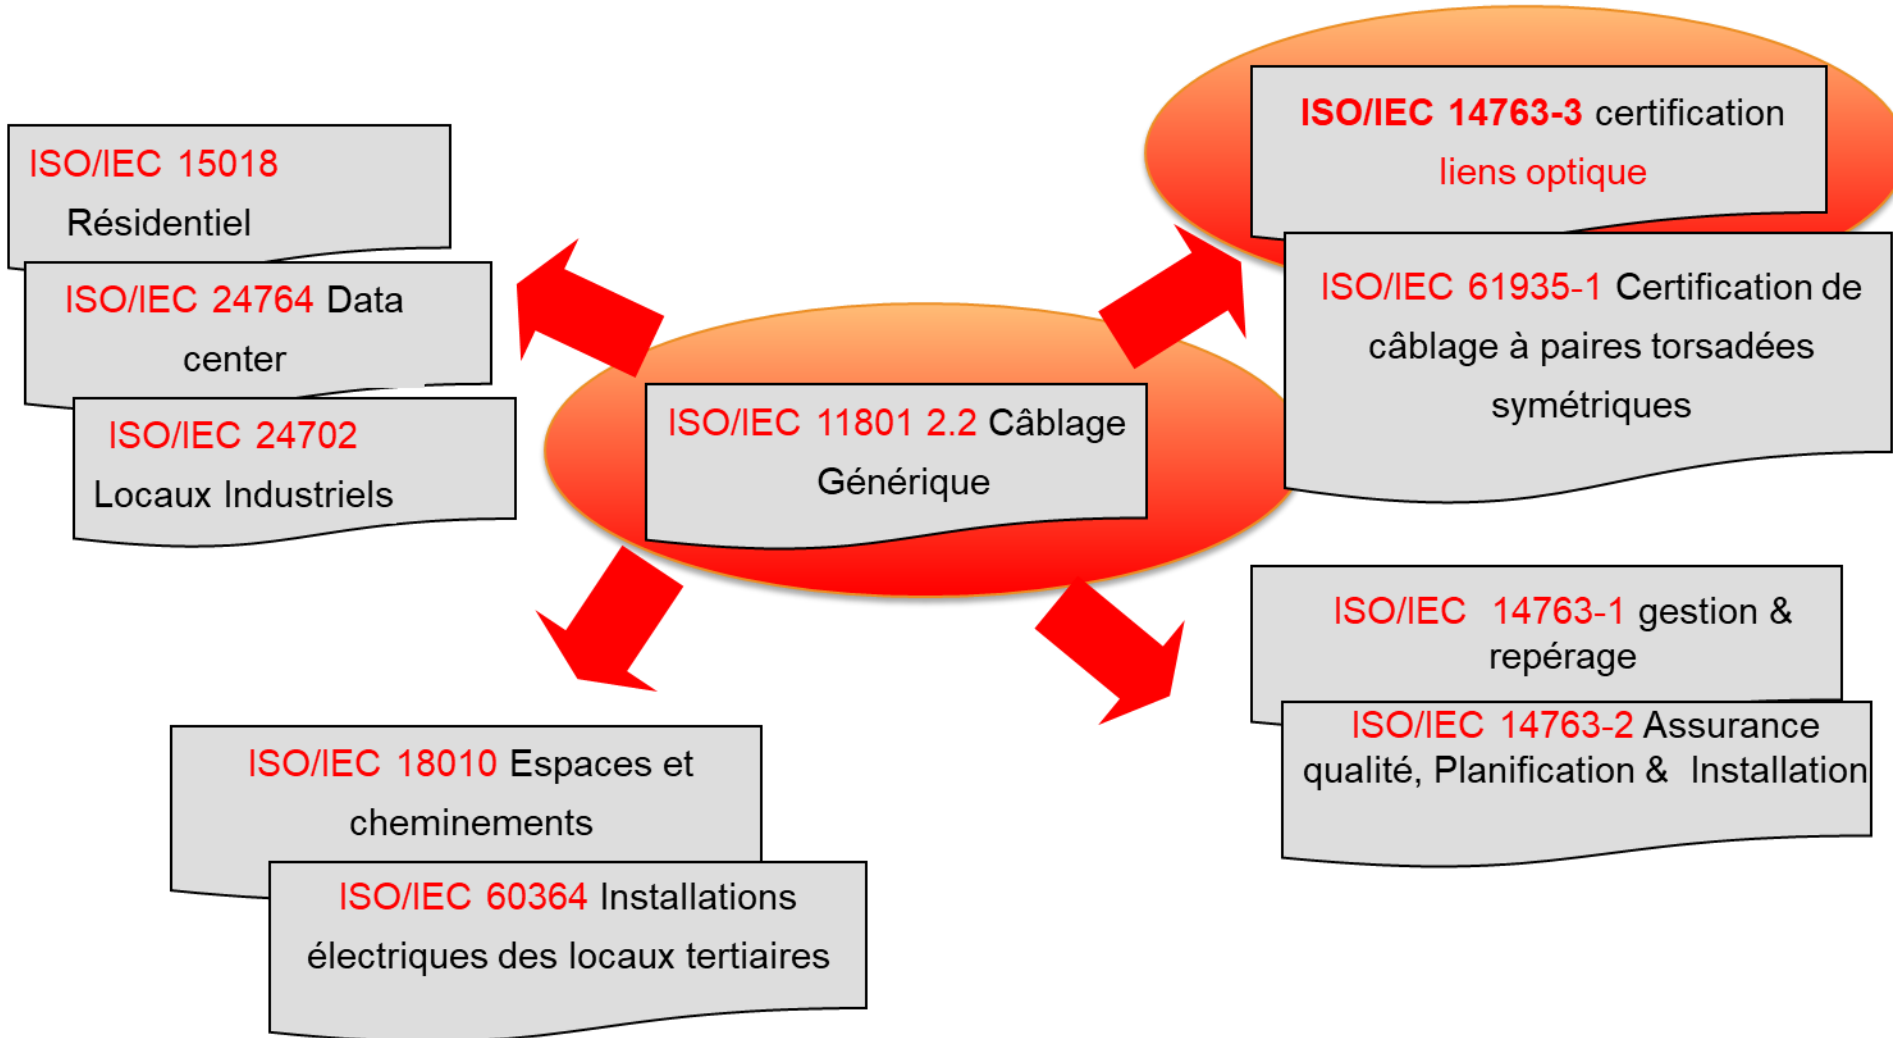 ISO/IEC 15018
Résidentiel
ISO/IEC 24764 Data
center
ISO/IEC 24702
Locaux Industriels
ISO/IEC 14763-3 certification
liens optique
ISO/IEC 61935-1 Certification de
câblage à paires torsadées
symétriques
ISO/IEC 11801 2.2 Câblage
Générique
ISO/IEC 14763-1 gestion &
repérage
ISO/IEC 14763-2 Assurance
qualité, Planification & Installation
ISO/IEC 18010 Espaces et
cheminements
ISO/IEC 60364 Installations
électriques des locaux tertiaires